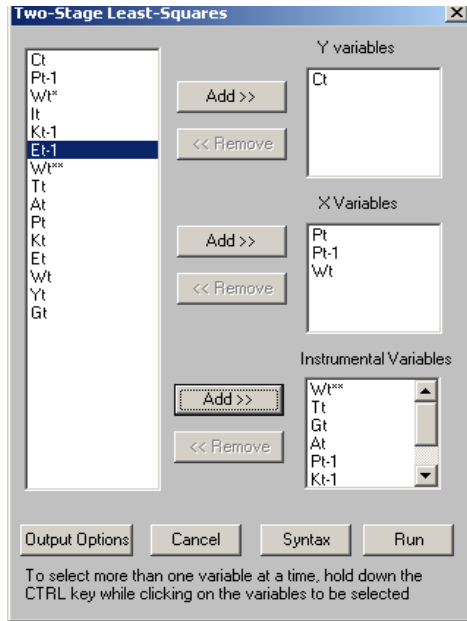 Two-Stage Least-Squares
Ct
Pt-1
Wt*
It
Kt-1
Et-1
Wt**
Tt
At
Pt
Kt
Et
Wt
Yt
Gt
Add >>
<< Remove
Y variables
Ct
Add >>
<< Remove
X Variables
Pt
Pt-1
Wt
Add >>
<< Remove
Instrumental Variables
Wt**
Tt
Gt
At
Pt-1
Kt-1
Output Options
Cancel
Syntax
Run
To select more than one variable at a time, hold down the
CTRL key while clicking on the variables to be selected